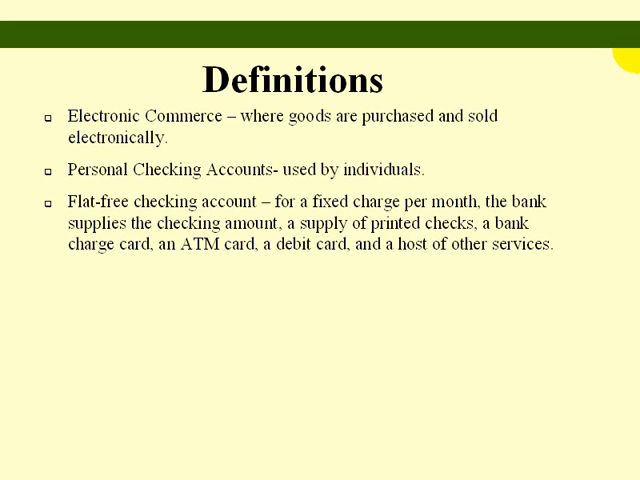 Definitions
Electronic Commerce – where goods are purchased and sold
electronically.
Personal Checking Accounts- used by individuals.
Flat-free checking account – for a fixed charge per month, the bank
supplies the checking amount, a supply of printed checks, a bank
charge card, an ATM card, a debit card, and a host of other services.